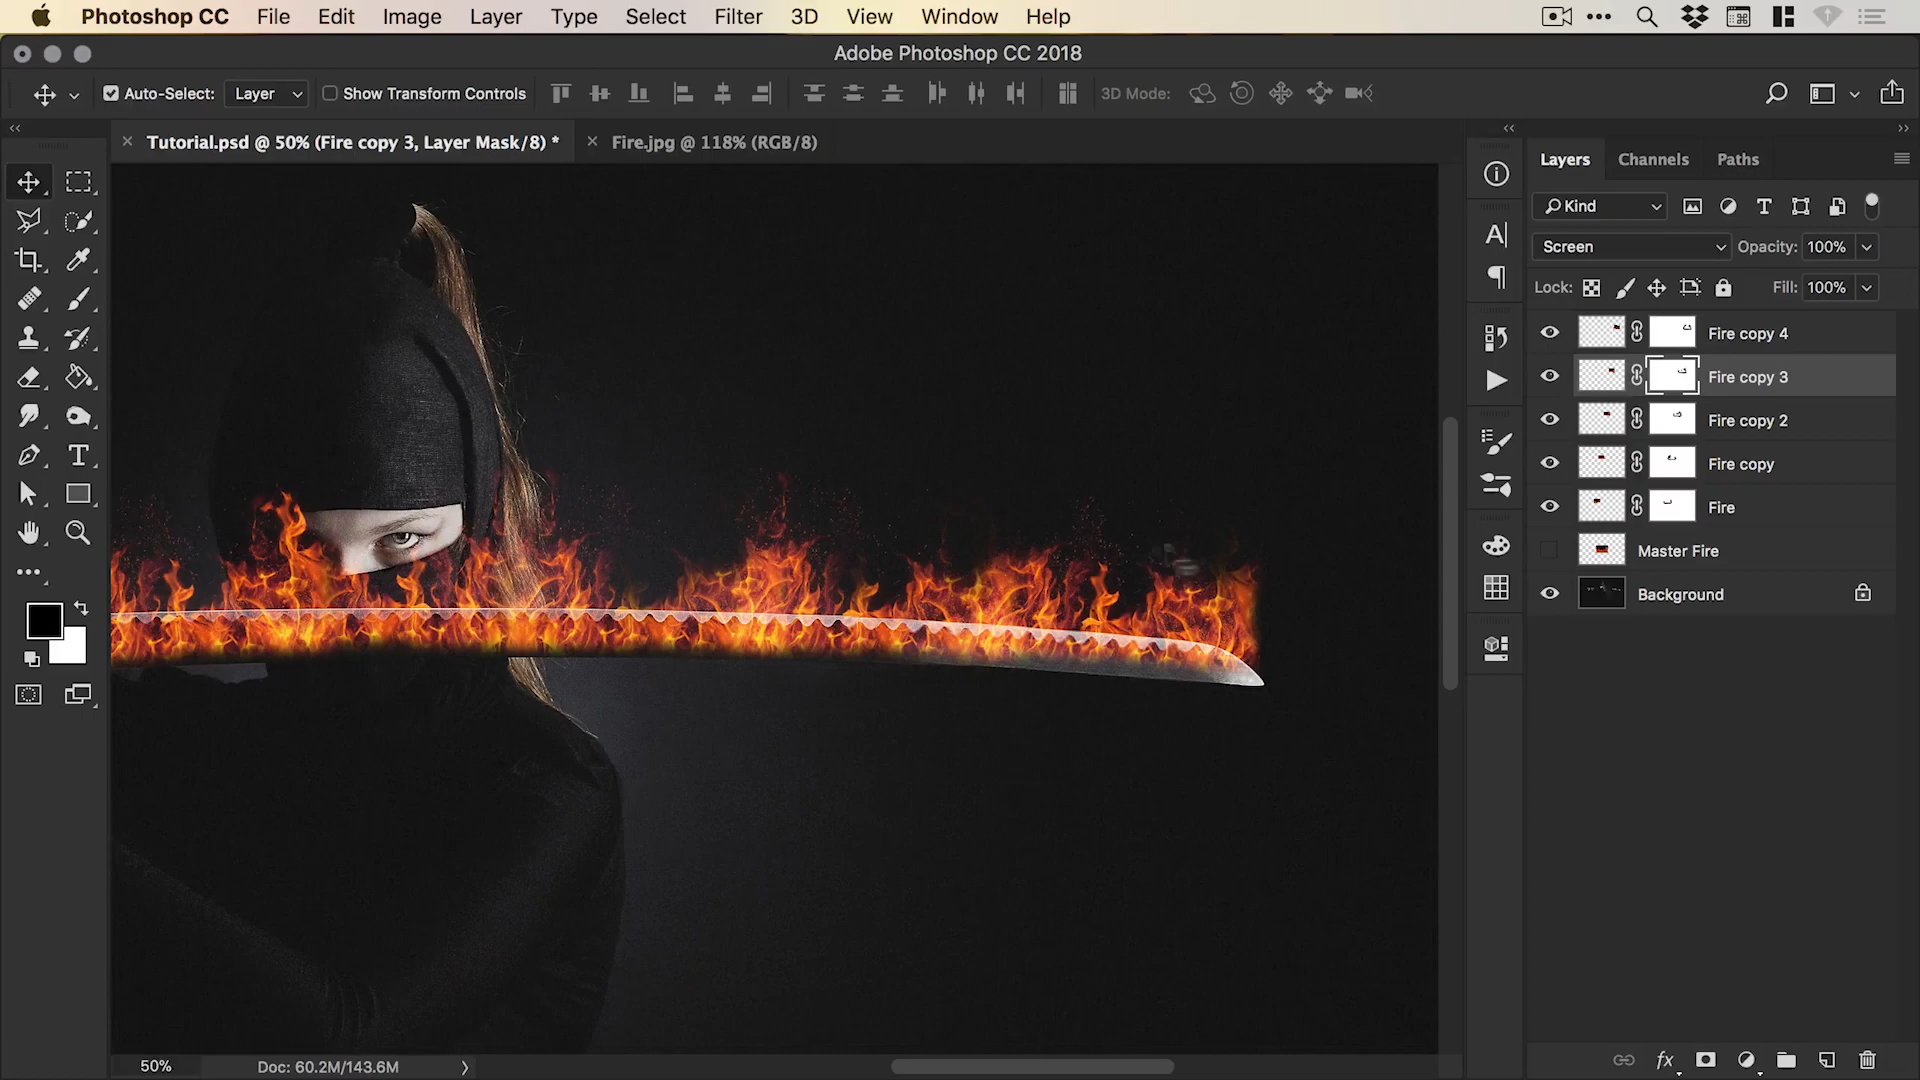 Photoshop CC File Edit Image Layer Type Select Filter 3D View Window Help
Adobe Photoshop CC 2018
Auto-Select: Layer Show Transform Controls 3D Mode:
Tutorial.psd @ 50% (Fire copy 3, Layer Mask/8) * Fire.jpg @ 118% (RGB/8)
Layers Channels Paths
Kind
Screen Opacity: 100%
Lock: Fill: 100%
Fire copy 4
Fire copy 3
Fire copy 2
Fire copy
Fire
Master Fire
Background
50% Doc: 60.2M/143.6M